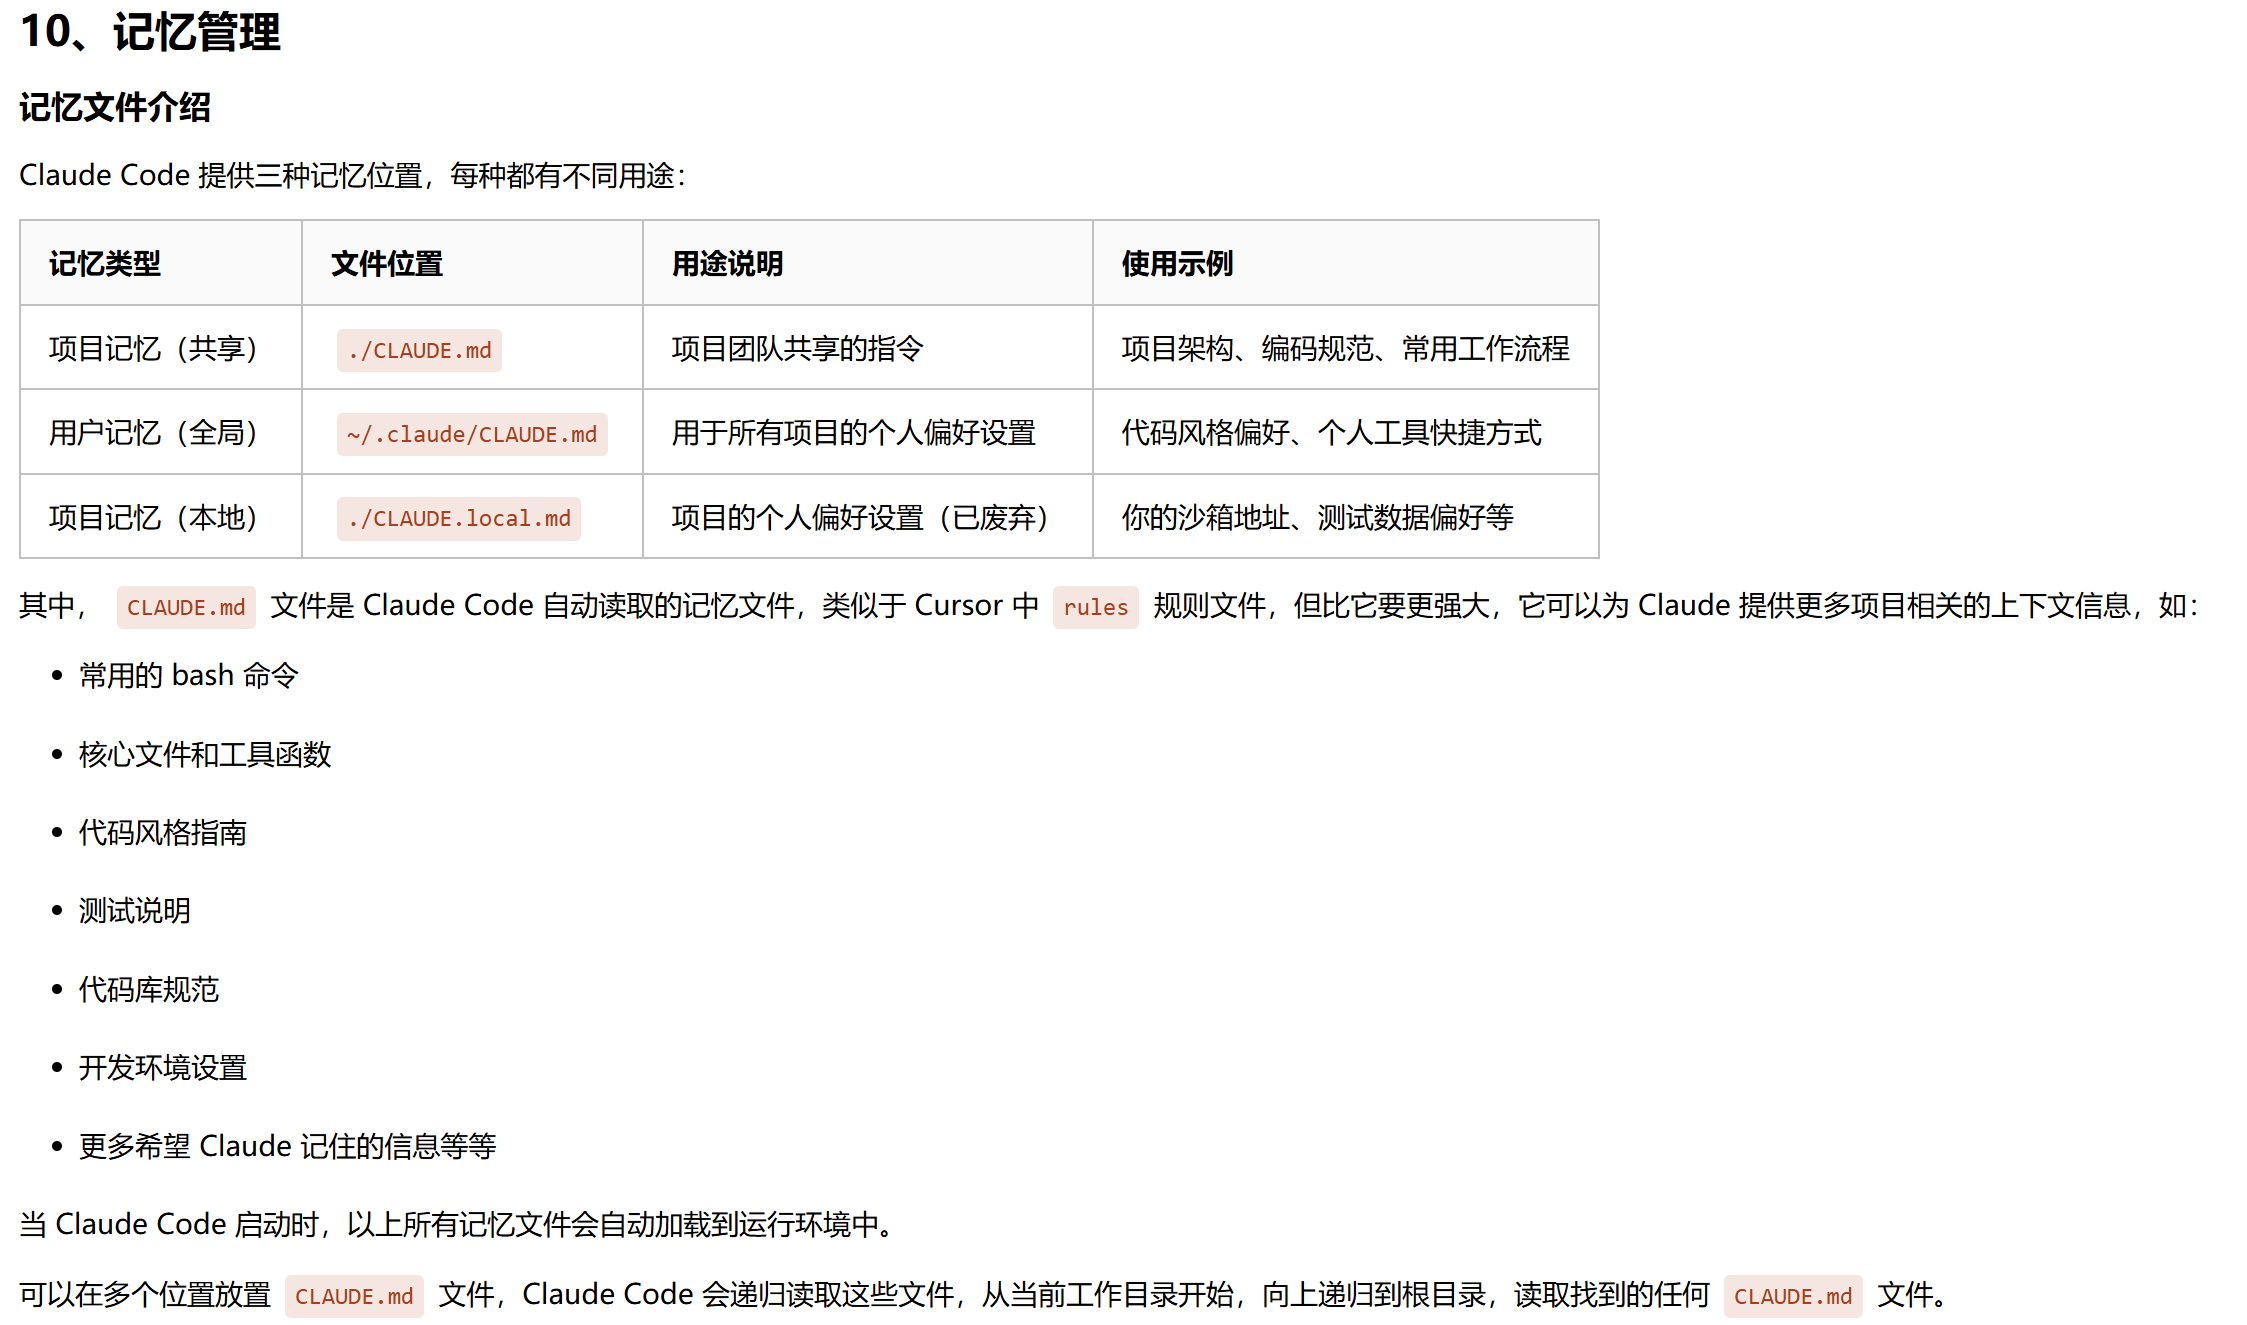 10、记忆管理
记忆文件介绍
Claude Code 提供三种记忆位置，每种都有不同用途：
记忆类型 文件位置 用途说明 使用示例
项目记忆（共享） ./CLAUDE.md 项目团队共享的指令 项目架构、编码规范、常用工作流程
用户记忆（全局） ~/.claude/CLAUDE.md 用于所有项目的个人偏好设置 代码风格偏好、个人工具快捷方式
项目记忆（本地） ./CLAUDE.local.md 项目的个人偏好设置（已废弃） 你的沙箱地址、测试数据偏好等
其中， CLAUDE.md 文件是 Claude Code 自动读取的记忆文件，类似于 Cursor 中 rules 规则文件，但比它要更强大，它可以为 Claude 提供更多项目相关的上下文信息，如：
• 常用的 bash 命令
• 核心文件和工具函数
• 代码风格指南
• 测试说明
• 代码库规范
• 开发环境设置
• 更多希望 Claude 记住的信息等等
当 Claude Code 启动时，以上所有记忆文件会自动加载到运行环境中。
可以在多个位置放置 CLAUDE.md 文件，Claude Code 会递归读取这些文件，从当前工作目录开始，向上递归到根目录，读取找到的任何 CLAUDE.md 文件。